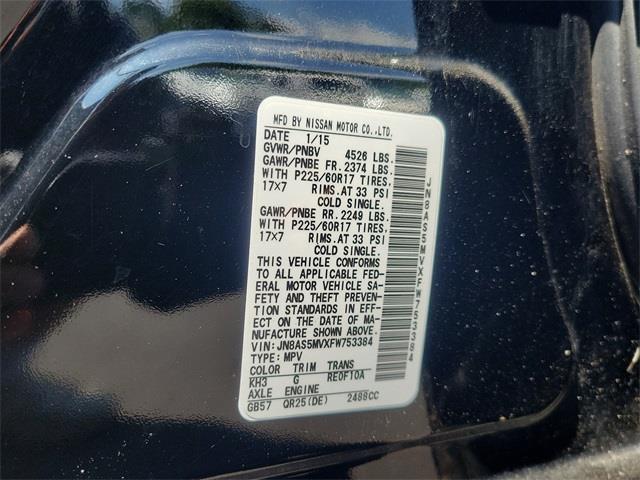 MFD BY NISSAN MOTOR CO.,LTD.
DATE 1/15
GVWR/PNBV 4526 LBS.
GAWR/PNBE FR. 2374 LBS.
WITH P225/60R17 TIRES.
17X7 RIMS. AT 33 PSI
COLD SINGLE.
GAWR/PNBE RR. 2249 LBS.
WITH P225/60R17 TIRES.
17X7 RIMS. AT 33 PSI
COLD SINGLE.
THIS VEHICLE CONFORMS
TO ALL APPLICABLE FED-
ERAL MOTOR VEHICLE SA-
FETY AND THEFT PREVEN-
TION STANDARDS IN EFF-
ECT ON THE DATE OF MA-
NUFACTURE SHOWN ABOVE.
VIN: JN8AS5MVXFW753384
TYPE: MPV
COLOR TRIM TRANS
KH3 G RE0F10A
AXLE ENGINE
GB57 QR25(DE) 2488CC
JN8AS5MVXFW753384